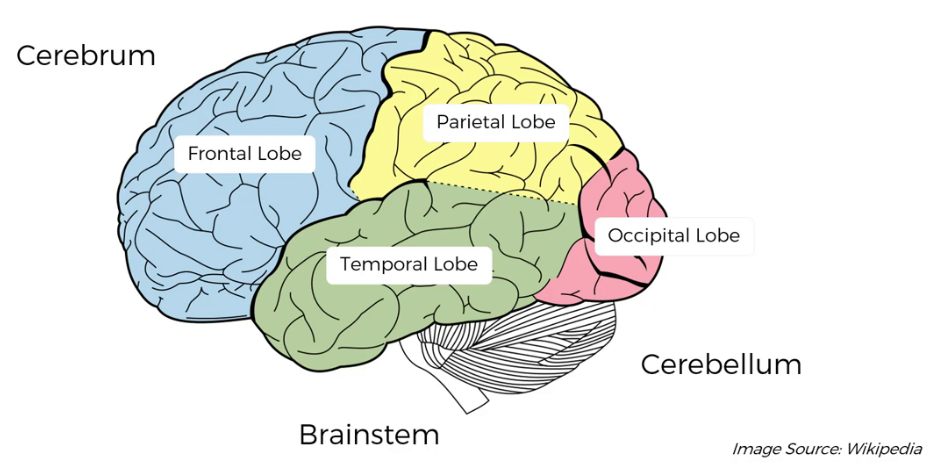 Cerebrum
Parietal Lobe
Frontal Lobe
Occipital Lobe
Temporal Lobe
Cerebellum
Brainstem
Image Source: Wikipedia